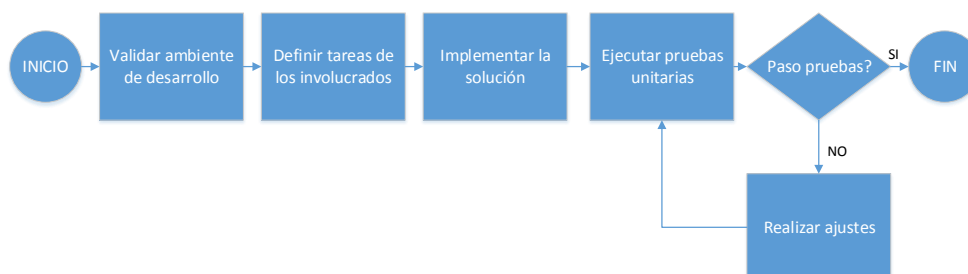 INICIO
Validar ambiente
de desarrollo
Definir tareas de
los involucrados
Implementar la
solución
Ejecutar pruebas
unitarias
Paso pruebas?
SI
FIN
NO
Realizar ajustes